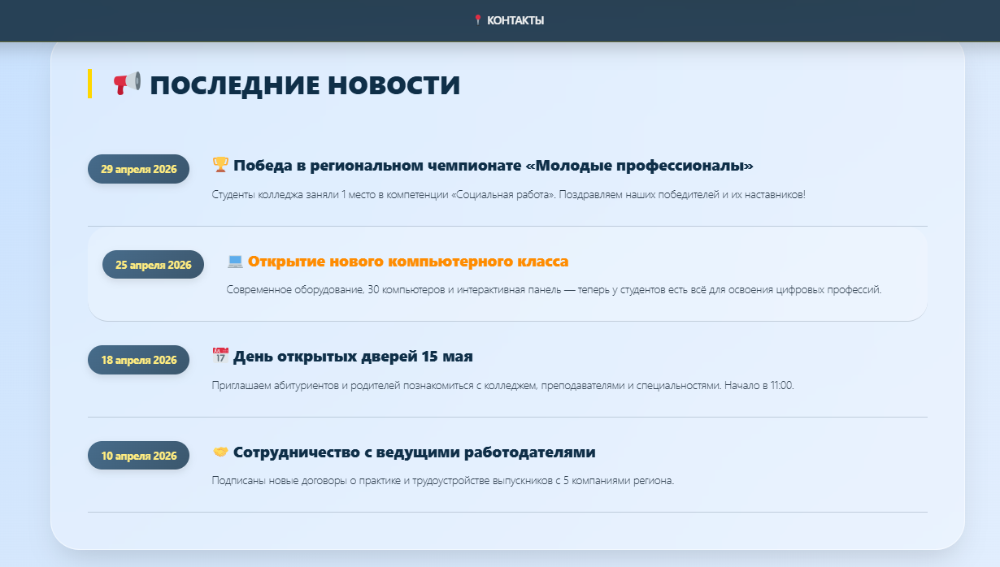 КОНТАКТЫ
ПОСЛЕДНИЕ НОВОСТИ
29 апреля 2026
Победа в региональном чемпионате «Молодые профессионалы»
Студенты колледжа заняли 1 место в компетенции «Социальная работа». Поздравляем наших победителей и их наставников!
25 апреля 2026
Открытие нового компьютерного класса
Современное оборудование, 30 компьютеров и интерактивная панель — теперь у студентов есть всё для освоения цифровых профессий.
18 апреля 2026
День открытых дверей 15 мая
Приглашаем абитуриентов и родителей познакомиться с колледжем, преподавателями и специальностями. Начало в 11:00.
10 апреля 2026
Сотрудничество с ведущими работодателями
Подписаны новые договоры о практике и трудоустройстве выпускников с 5 компаниями региона.